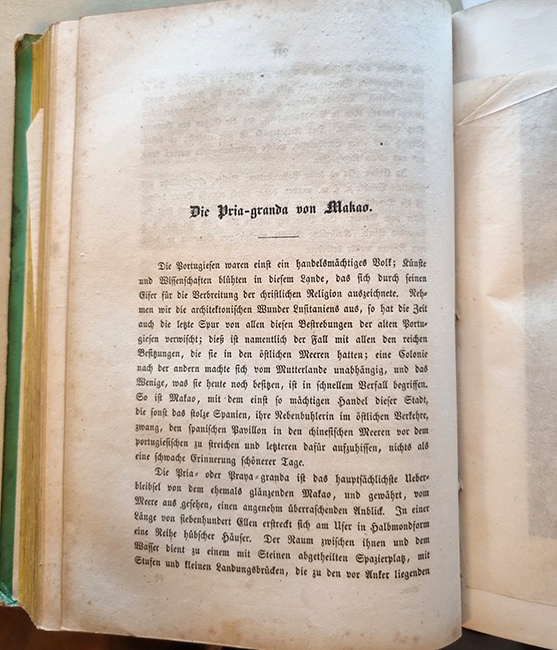 Die Pria-granda von Makao.
Die Portugiesen waren einst ein handelsmächtiges Volk; Künste
und Wissenschaften blühten in diesem Lande, das sich durch seinen
Eifer für die Verbreitung der christlichen Religion auszeichnete. Neh-
men wir die architektonischen Wunder Lusitaniens aus, so hat die Zeit
auch die letzte Spur von allen diesen Bestrebungen der alten Portu-
giesen verwischt; dieß ist namentlich der Fall mit allen den reichen
Besitzungen, die sie in den östlichen Meeren hatten; eine Colonie
nach der andern machte sich vom Mutterlande unabhängig, und das
Wenige, was sie heute noch besitzen, ist in schnellem Verfall begriffen.
So ist Makao, mit dem einst so mächtigen Handel dieser Stadt,
die sonst das stolze Spanien, ihre Nebenbuhlerin im östlichen Verkehre,
zwang, den spanischen Pavillon in den chinesischen Meeren vor dem
portugiesischen zu streichen und letzteren dafür aufzuhissen, nichts als
eine schwache Erinnerung schönerer Tage.
Die Pria- oder Praya-granda ist das hauptsächlichste Ueber-
bleibsel von dem ehemals glänzenden Makao, und gewährt, vom
Meere aus gesehen, einen angenehm überraschenden Anblick. In einer
Länge von siebenhundert Ellen erstreckt sich am Ufer in Halbmondform
eine Reihe hübscher Häuser. Der Raum zwischen ihnen und dem
Wasser dient zu einem mit Steinen abgetheilten Spazierplatz, mit
Stufen und kleinen Landungsbrücken, die zu den vor Anker liegenden